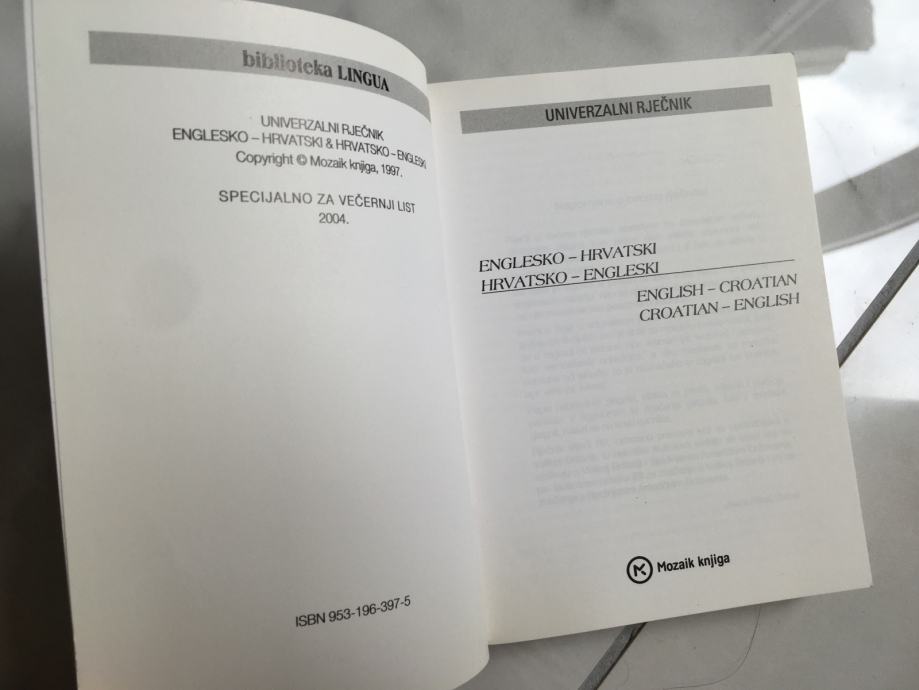 biblioteka LINGUA
UNIVERZALNI RJEČNIK
ENGLESKO – HRVATSKI & HRVATSKO – ENGLESKI
Copyright © Mozaik knjiga, 1997.
SPECIJALNO ZA VEČERNJI LIST
2004.
ISBN 953-196-397-5
UNIVERZALNI RJEČNIK
ENGLESKO – HRVATSKI
HRVATSKO – ENGLESKI
ENGLISH – CROATIAN
CROATIAN – ENGLISH
Mozaik knjiga